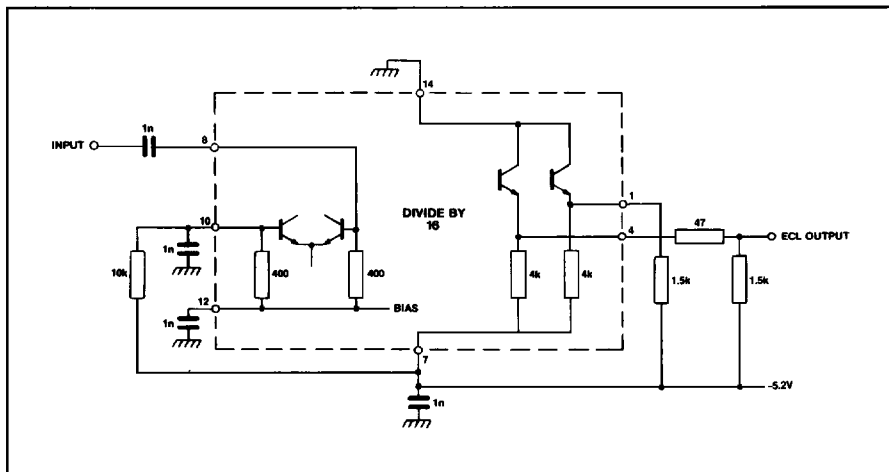 14
1n
8
INPUT
1
DIVIDE BY
16
10
4
47
ECL OUTPUT
1n
10k
400
400
4k
4k
1.5k
1.5k
12
BIAS
1n
7
-5.2V
1n